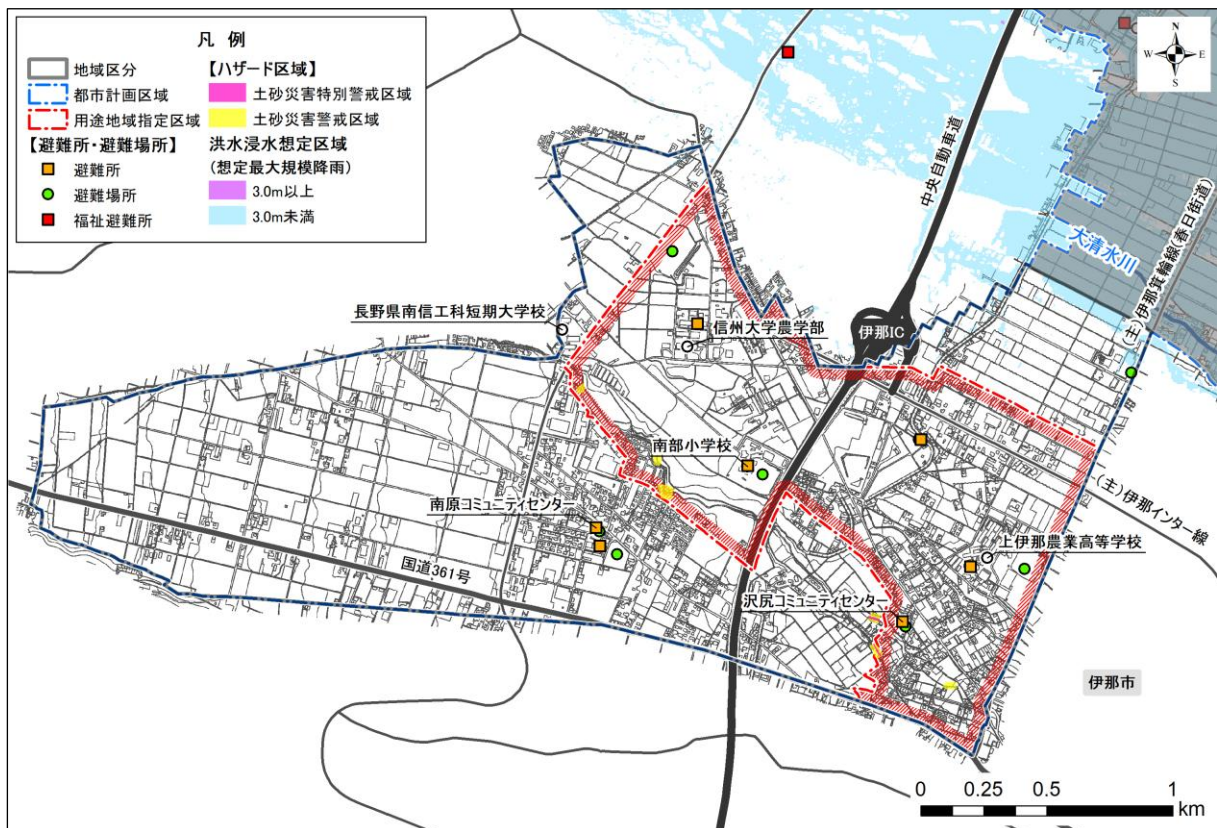 凡 例
地域区分
都市計画区域
用途地域指定区域
【避難所・避難場所】
避難所
避難場所
福祉避難所
【ハザード区域】
土砂災害特別警戒区域
土砂災害警戒区域
洪水浸水想定区域
(想定最大規模降雨)
3.0m以上
3.0m未満
N
W
E
S
中央自動車道
大清水川
(主)伊那箕輪線(春日街道)
長野県南信工科短期大学校
信州大学農学部
伊那IC
南部小学校
(主)伊那インター線
南原コミュニティセンター
上伊那農業高等学校
国道361号
沢尻コミュニティセンター
伊那市
0 0.25 0.5 1
km